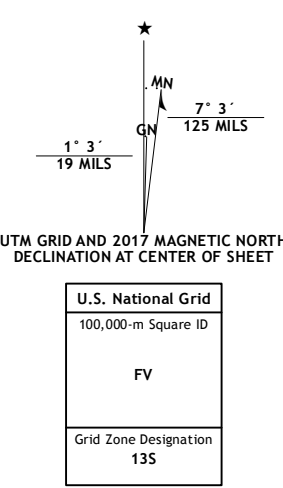 ★
MN
7° 3´
125 MILS
GN
1° 3´
19 MILS
UTM GRID AND 2017 MAGNETIC NORTH
DECLINATION AT CENTER OF SHEET
U.S. National Grid
100,000-m Square ID
FV
Grid Zone Designation
13S